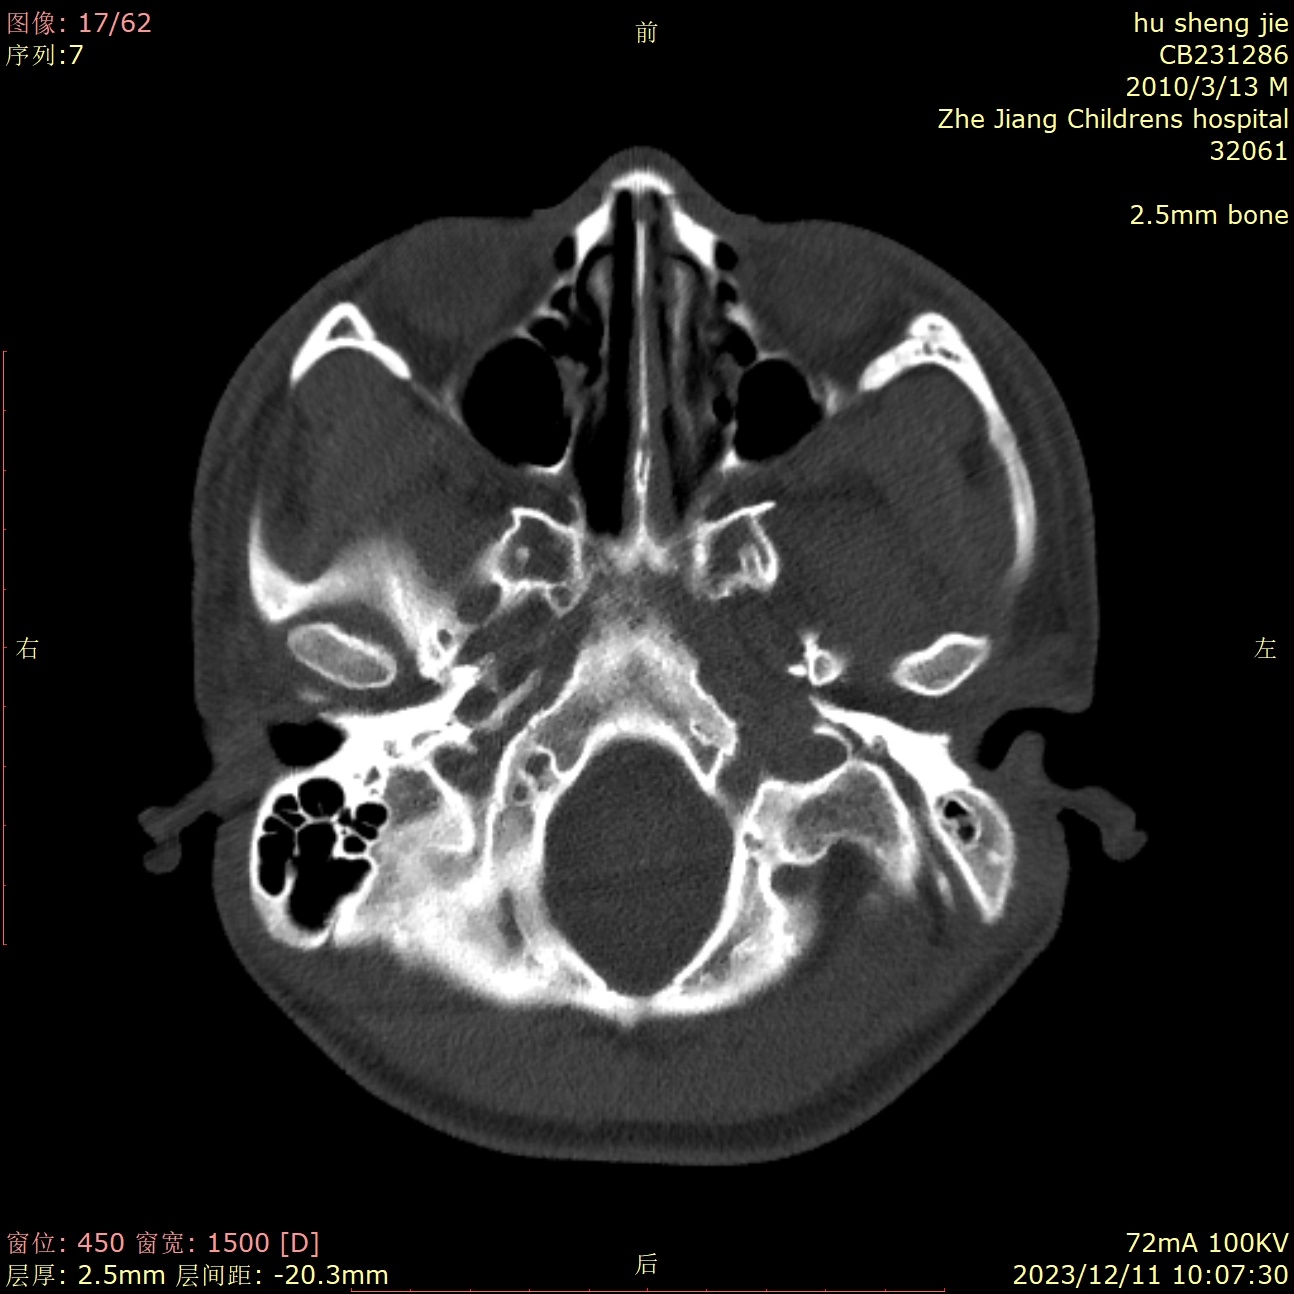 图像: 17/62
序列:7
前
hu sheng jie
CB231286
2010/3/13 M
Zhe Jiang Childrens hospital
32061
2.5mm bone
右
左
窗位: 450 窗宽: 1500 [D]
层厚: 2.5mm 层间距: -20.3mm
后
72mA 100KV
2023/12/11 10:07:30